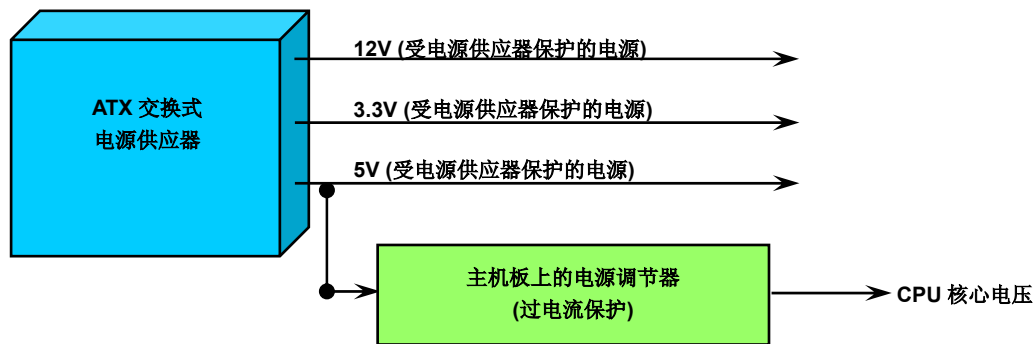 12V (受电源供应器保护的电源)
ATX 交换式
电源供应器
3.3V (受电源供应器保护的电源)
5V (受电源供应器保护的电源)
主机板上的电源调节器
(过电流保护)
CPU 核心电压